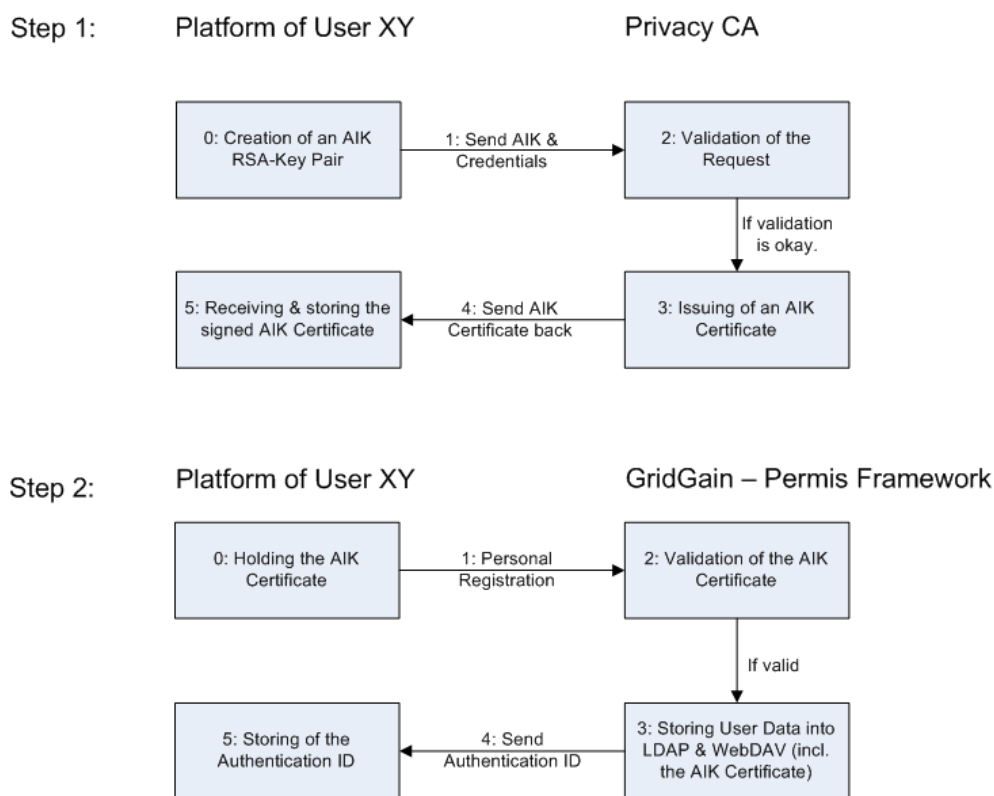 Step 1:
Platform of User XY
Privacy CA
0: Creation of an AIK
RSA-Key Pair
1: Send AIK &
Credentials
2: Validation of the
Request
If validation
is okay.
5: Receiving & storing the
signed AIK Certificate
4: Send AIK
Certificate back
3: Issuing of an AIK
Certificate
Step 2:
Platform of User XY
GridGain – Permis Framework
0: Holding the AIK
Certificate
1: Personal
Registration
2: Validation of the AIK
Certificate
If valid
5: Storing of the
Authentication ID
4: Send
Authentication ID
3: Storing User Data into
LDAP & WebDAV (incl.
the AIK Certificate)